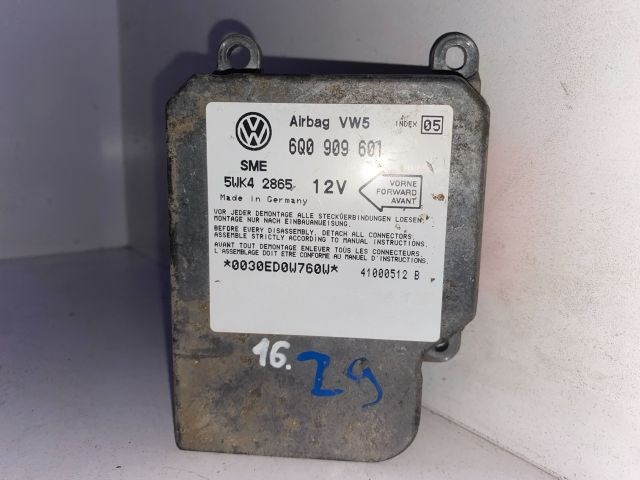 Airbag VW5 INDEX 05
6Q0 909 601
SME
5WK4 2865 12V
VORNE
FORWARD
AVANT
Made in Germany
VOR JEDER DEMONTAGE ALLE STECKVERBINDUNGEN LOESEN
MONTAGE NUR NACH EINBAUANWEISUNG.
BEFORE EVERY DISASSEMBLY, DETACH ALL CONNECTORS
ASSEMBLE STRICTLY ACCORDING TO MANUAL INSTRUCTIONS.
AVANT TOUT DEMONTAGE ENLEVER TOUS LES CONNECTEURS.
L ASSEMBLAGE DOIT ETRE CONFORME AU MANUEL D'INSTRUCTIONS.
*0030ED0W760W* 41000512 B
16. Zg